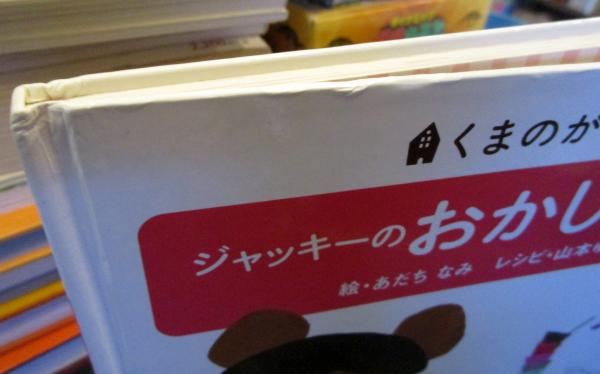 くまのが
ジャッキーのおかし
絵・あだち なみ レシピ・山本